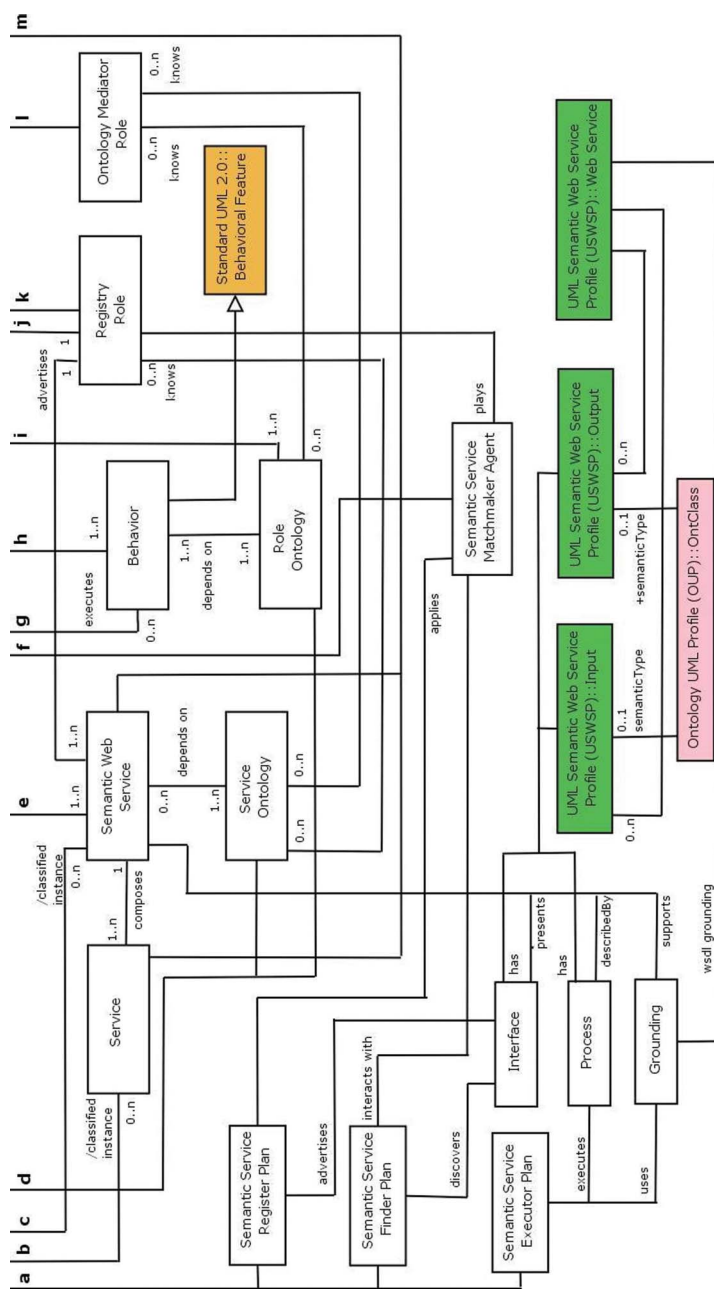 a
b
c
d
e
f
g
h
i
j
k
l
m
/classified
instance
0..n
Service
1..n
composes
1
/classified
instance
0..n
1..n
1..n
Semantic Web
Service
0..n
depends on
1..n
Service
Ontology
0..n
0..n
executes
0..n
1..n
Behavior
1..n
depends on
1..n
Role
Ontology
1..n
0..n
advertises
1
1
Registry
Role
0..n
knows
Ontology Mediator
Role
0..n
knows
0..n
knows
Standard UML 2.0::
Behavioral Feature
Semantic Service
Register Plan
advertises
applies
Semantic Service
Finder Plan
interacts with
discovers
Semantic Service
Matchmaker Agent
plays
Semantic Service
Executor Plan
executes
uses
Interface
has
presents
Process
has
describedBy
Grounding
supports
wsdl grounding
UML Semantic Web Service
Profile (USWSP)::Input
0..n
0..1
semanticType
UML Semantic Web Service
Profile (USWSP)::Output
0..1
+semanticType
0..n
UML Semantic Web Service
Profile (USWSP)::Web Service
Ontology UML Profile (OUP)::OntClass